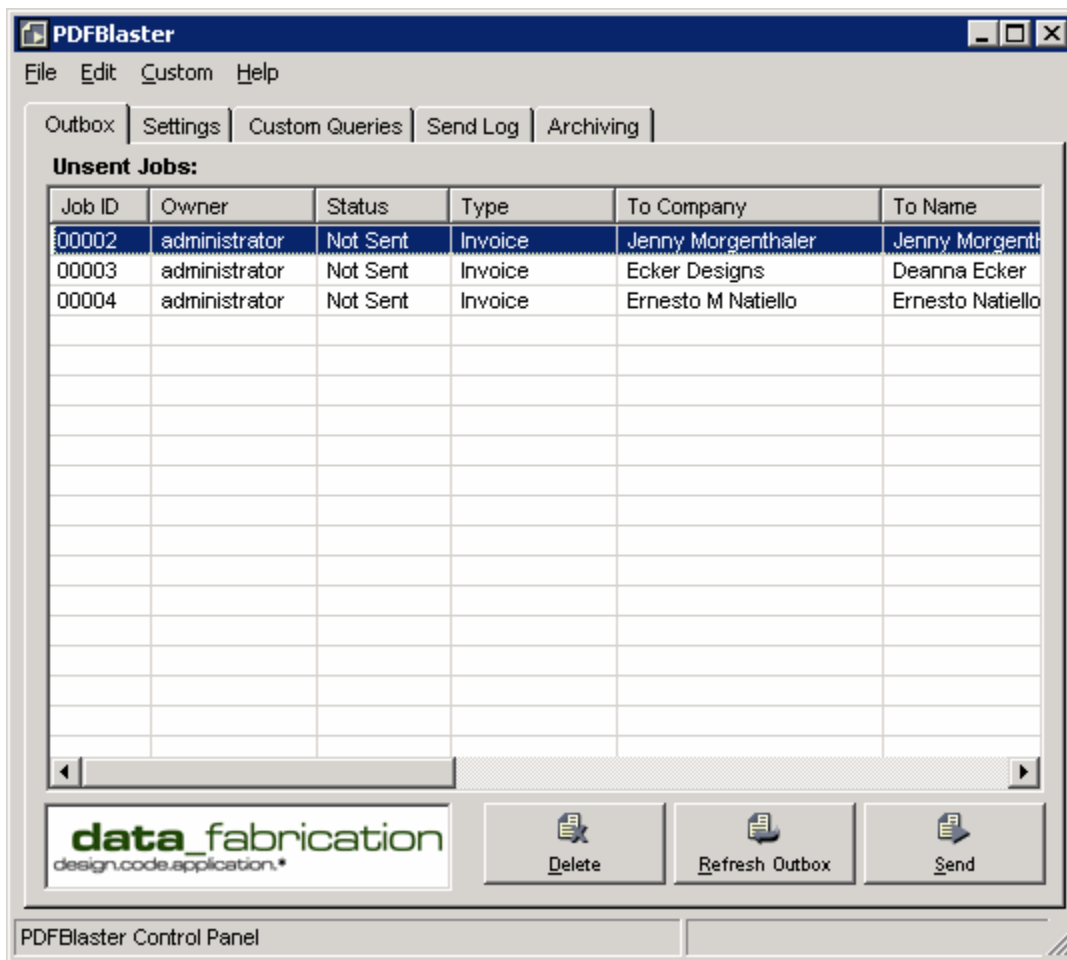 PDFBlaster
File Edit Custom Help
Outbox Settings Custom Queries Send Log Archiving
Unsent Jobs:
Job ID Owner Status Type To Company To Name
00002 administrator Not Sent Invoice Jenny Morgenthaler Jenny Morgenth
00003 administrator Not Sent Invoice Ecker Designs Deanna Ecker
00004 administrator Not Sent Invoice Ernesto M Natiello Ernesto Natiello
data_fabrication
design.code.application.*
Delete Refresh Outbox Send
PDFBlaster Control Panel